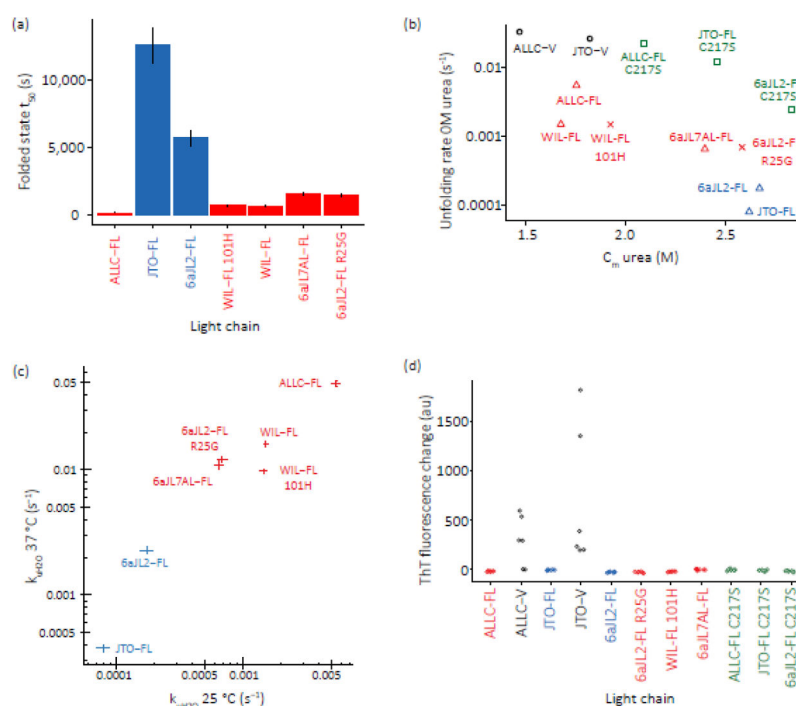 (a)
Folded state t50 (s)
10,000
5,000
0
ALLC–FL
JTO–FL
6aJL2–FL
WIL–FL 101H
WIL–FL
6aJL7AL–FL
6aJL2–FL R25G
Light chain
(b)
Unfolding rate 0M urea (s⁻¹)
0.01
0.001
0.0001
ALLC–V
JTO–V
ALLC–FL
C217S
JTO–FL
C217S
6aJL2–F
C217S
ALLC–FL
WIL–FL
WIL–FL
101H
6aJL7AL–FL
6aJL2–F
R25G
6aJL2–FL
JTO–FL
1.5
2.0
2.5
Cm urea (M)
(c)
kuH2O 37 °C (s⁻¹)
0.05
0.01
0.005
0.001
0.0005
ALLC–FL
6aJL2–FL
R25G
WIL–FL
6aJL7AL–FL
WIL–FL
101H
6aJL2–FL
JTO–FL
0.0001
0.0005
0.001
0.005
kuH2O 25 °C (s⁻¹)
(d)
ThT fluorescence change (au)
1500
1000
500
0
ALLC–FL
ALLC–V
JTO–FL
JTO–V
6aJL2–FL
6aJL2–FL R25G
WIL–FL 101H
6aJL7AL–FL
ALLC–FL C217S
JTO–FL C217S
6aJL2–FL C217S
Light chain